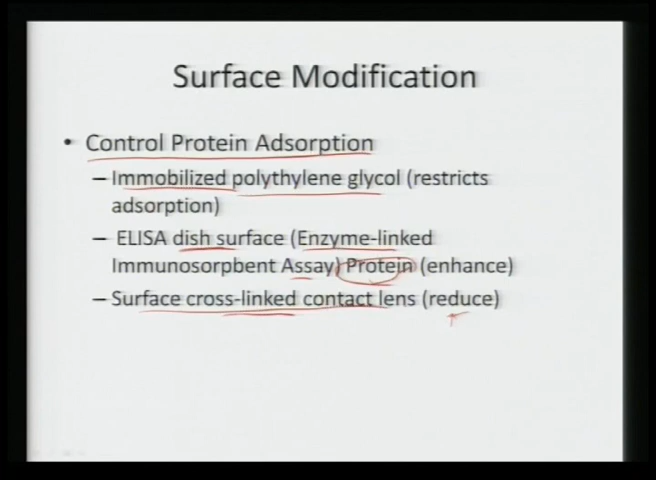 Surface Modification
• Control Protein Adsorption
– Immobilized polythylene glycol (restricts
adsorption)
– ELISA dish surface (Enzyme-linked
Immunosorpbent Assay) Protein (enhance)
– Surface cross-linked contact lens (reduce)